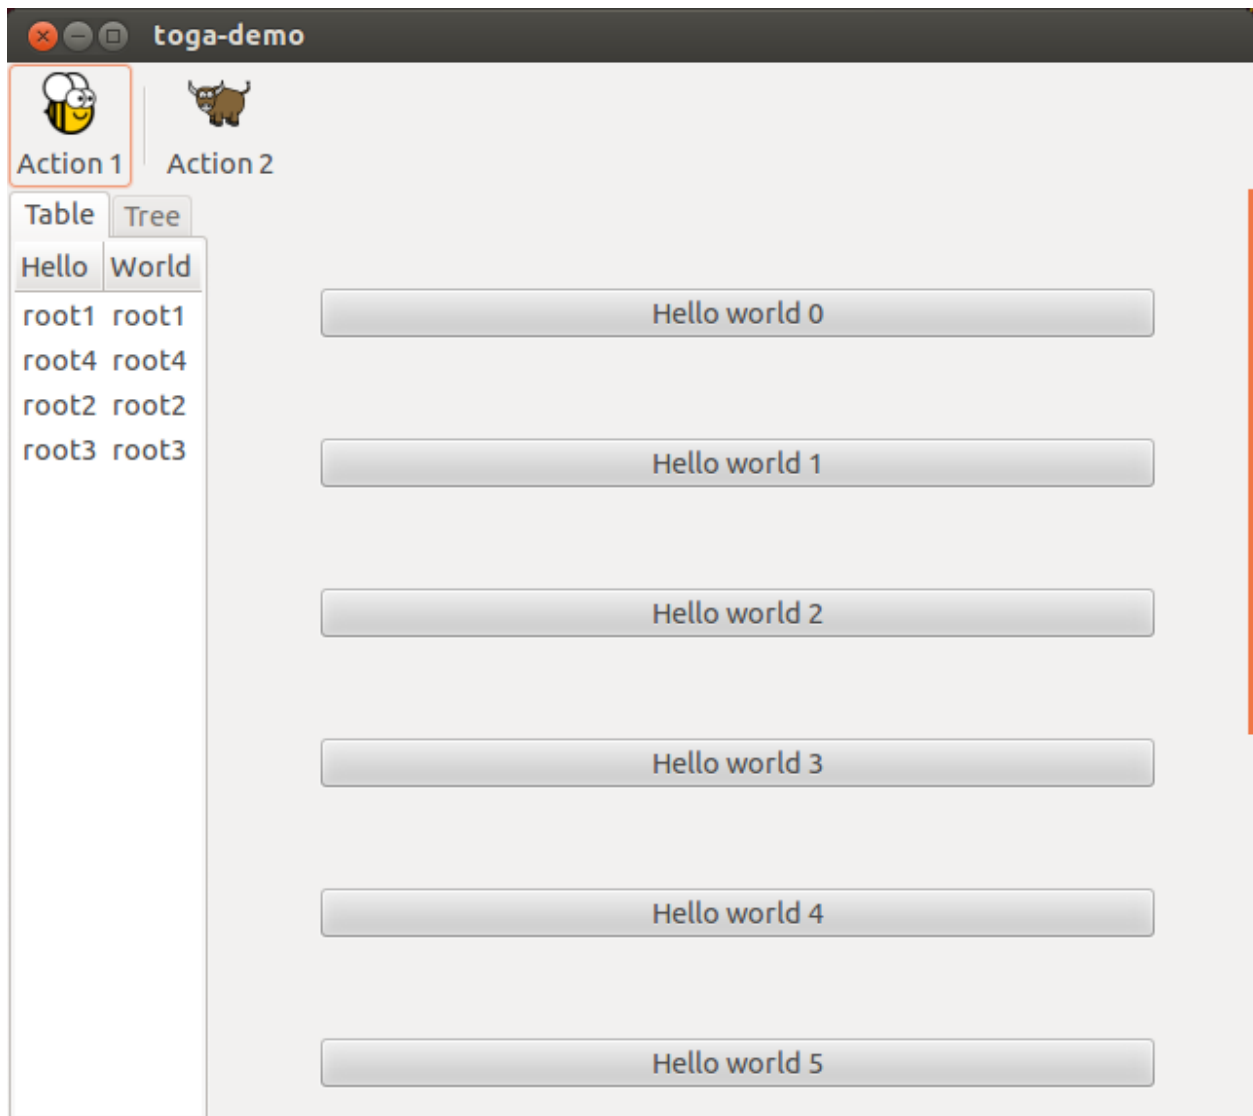 toga-demo
Action 1 Action 2
Table Tree
Hello World
root1 root1
root4 root4
root2 root2
root3 root3
Hello world 0
Hello world 1
Hello world 2
Hello world 3
Hello world 4
Hello world 5